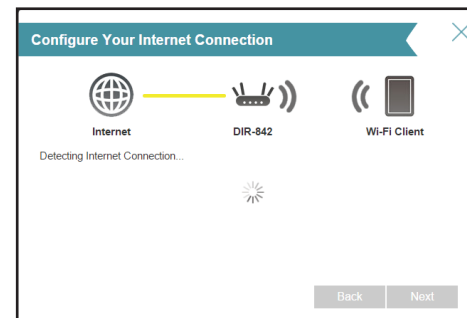 Configure Your Internet Connection
Internet
DIR-842
Wi-Fi Client
Detecting Internet Connection...
Back
Next